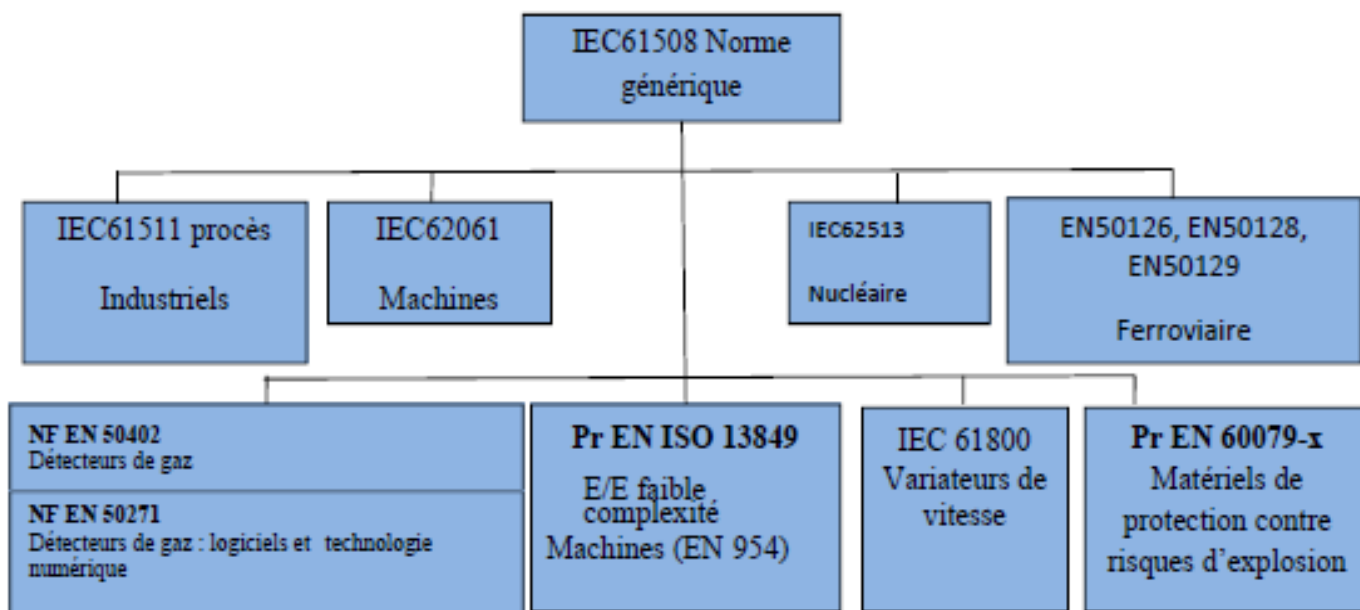 IEC61508 Norme
générique
IEC61511 procès
Industriels
IEC62061
Machines
IEC62513
Nucléaire
EN50126, EN50128,
EN50129
Ferroviaire
NF EN 50402
Détecteurs de gaz
NF EN 50271
Détecteurs de gaz : logiciels et technologie
numérique
Pr EN ISO 13849
E/E faible
complexité
Machines (EN 954)
IEC 61800
Variateurs de
vitesse
Pr EN 60079-x
Matériels de
protection contre
risques d’explosion